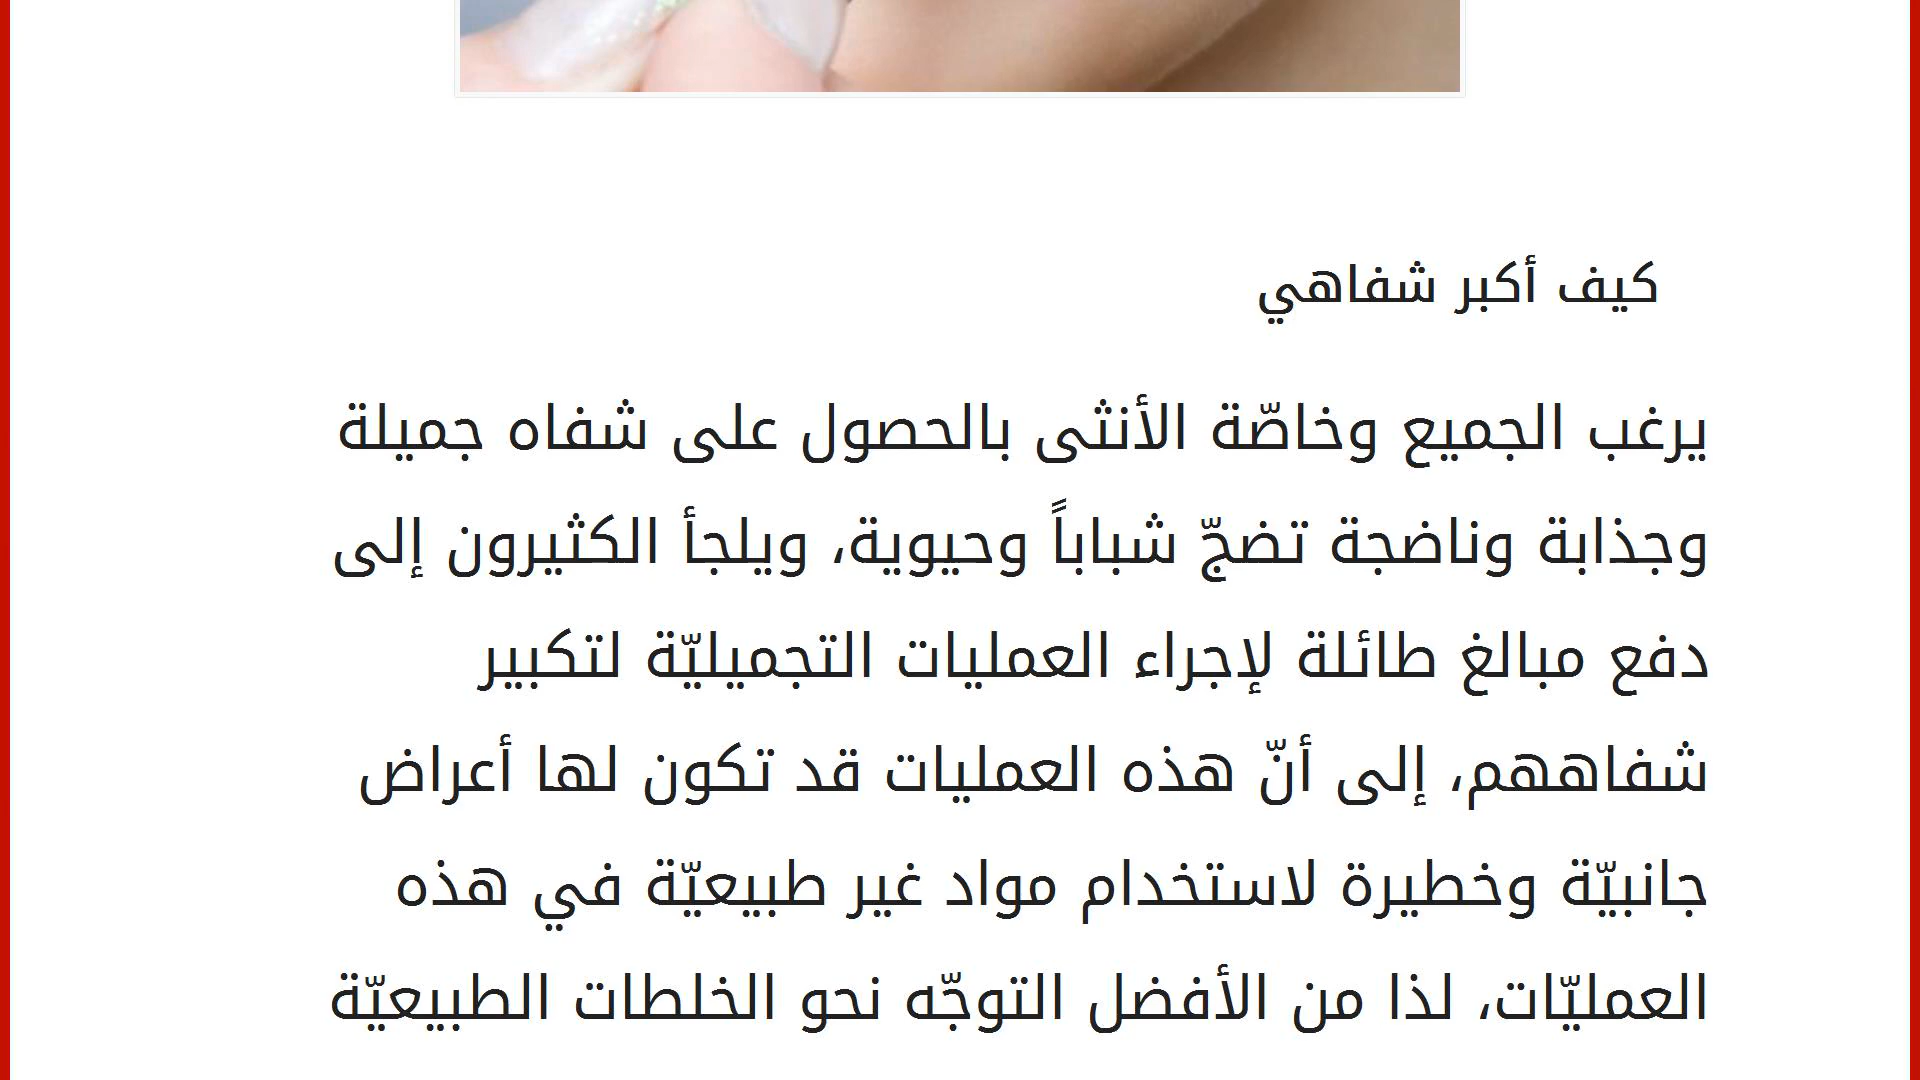 كيف أكبر شفاهي
يرغب الجميع وخاصّة الأنثى بالحصول على شفاه جميلة
وجذابة وناضجة تضجّ شباباً وحيوية، ويلجأ الكثيرون إلى
دفع مبالغ طائلة لإجراء العمليات التجميليّة لتكبير
شفاههم، إلى أنّ هذه العمليات قد تكون لها أعراض
جانبيّة وخطيرة لاستخدام مواد غير طبيعيّة في هذه
العمليّات، لذا من الأفضل التوجّه نحو الخلطات الطبيعيّة